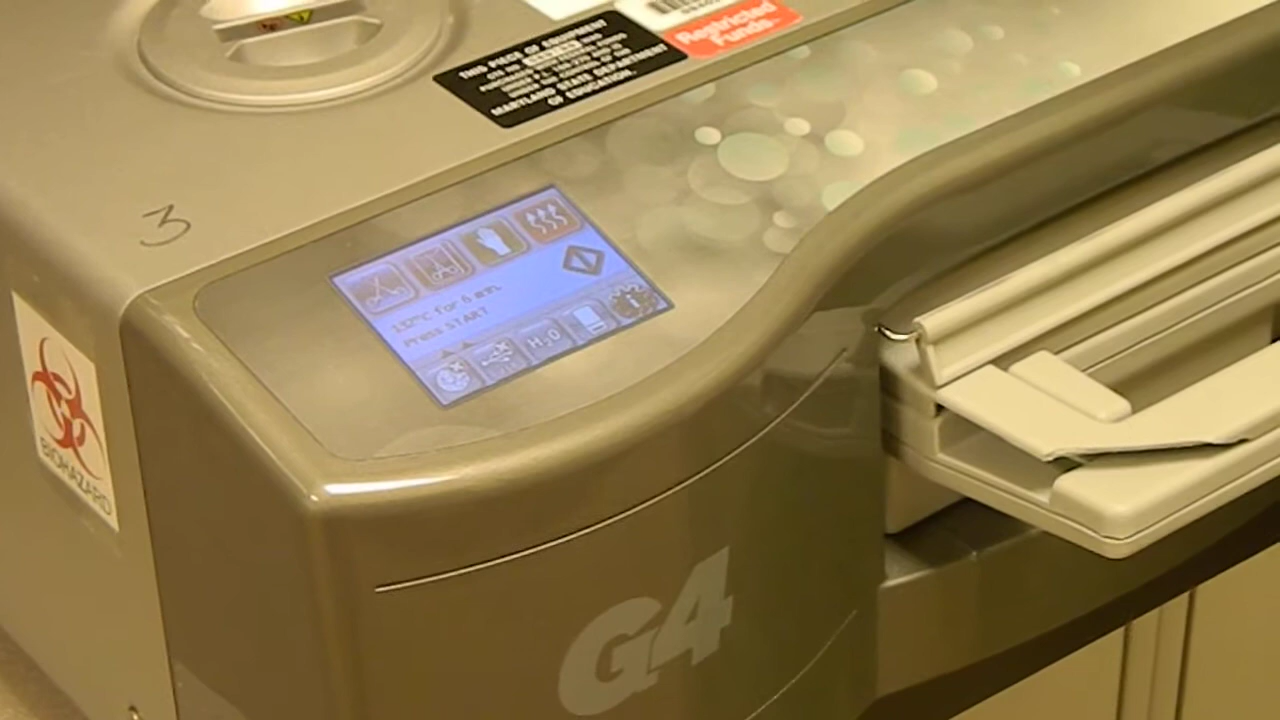 THIS PIECE OF EQUIPMENT
MARYLAND STATE DEPARTMENT
OF EDUCATION.
Restricted
Funds
3
132°C for 6 min.
Press START
H₂O
i
BIOHAZARD
G4